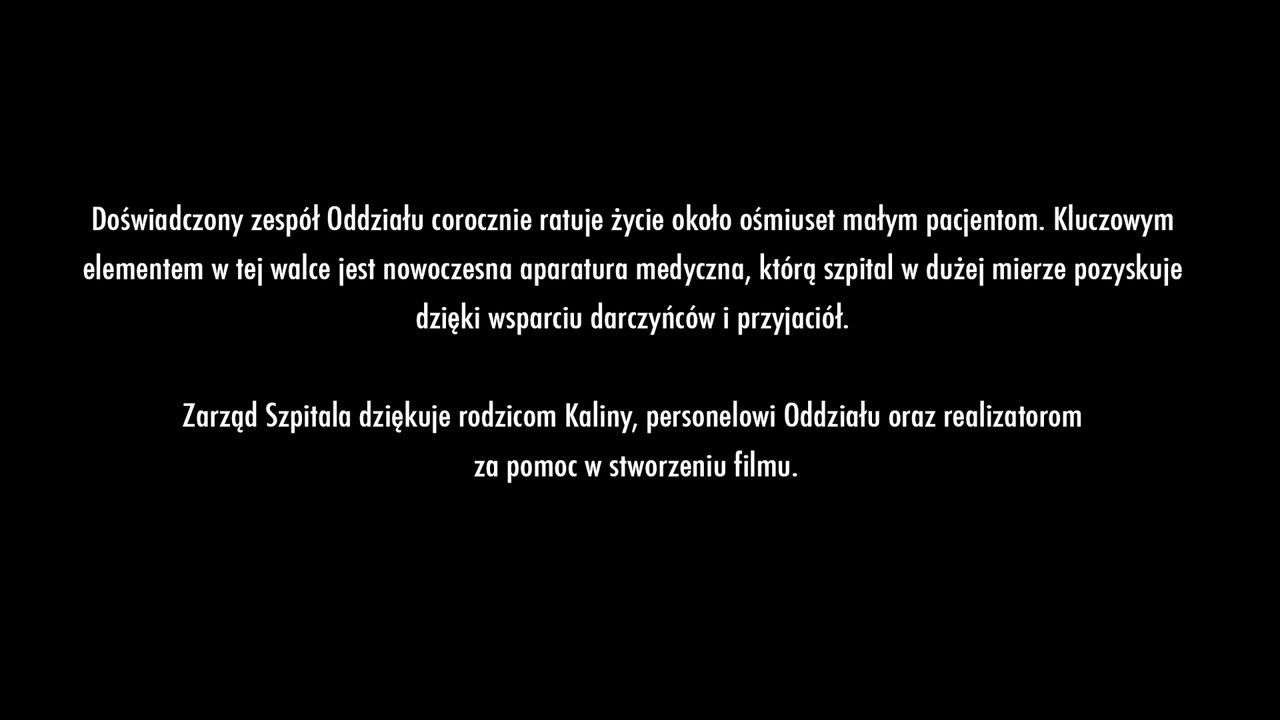 Doświadczony zespół Oddziału corocznie ratuje życie około ośmiuset małym pacjentom. Kluczowym
elementem w tej walce jest nowoczesna aparatura medyczna, którą szpital w dużej mierze pozyskuje
dzięki wsparciu darczyńców i przyjaciół.
Zarząd Szpitala dziękuje rodzicom Kaliny, personelowi Oddziału oraz realizatorom
za pomoc w stworzeniu filmu.